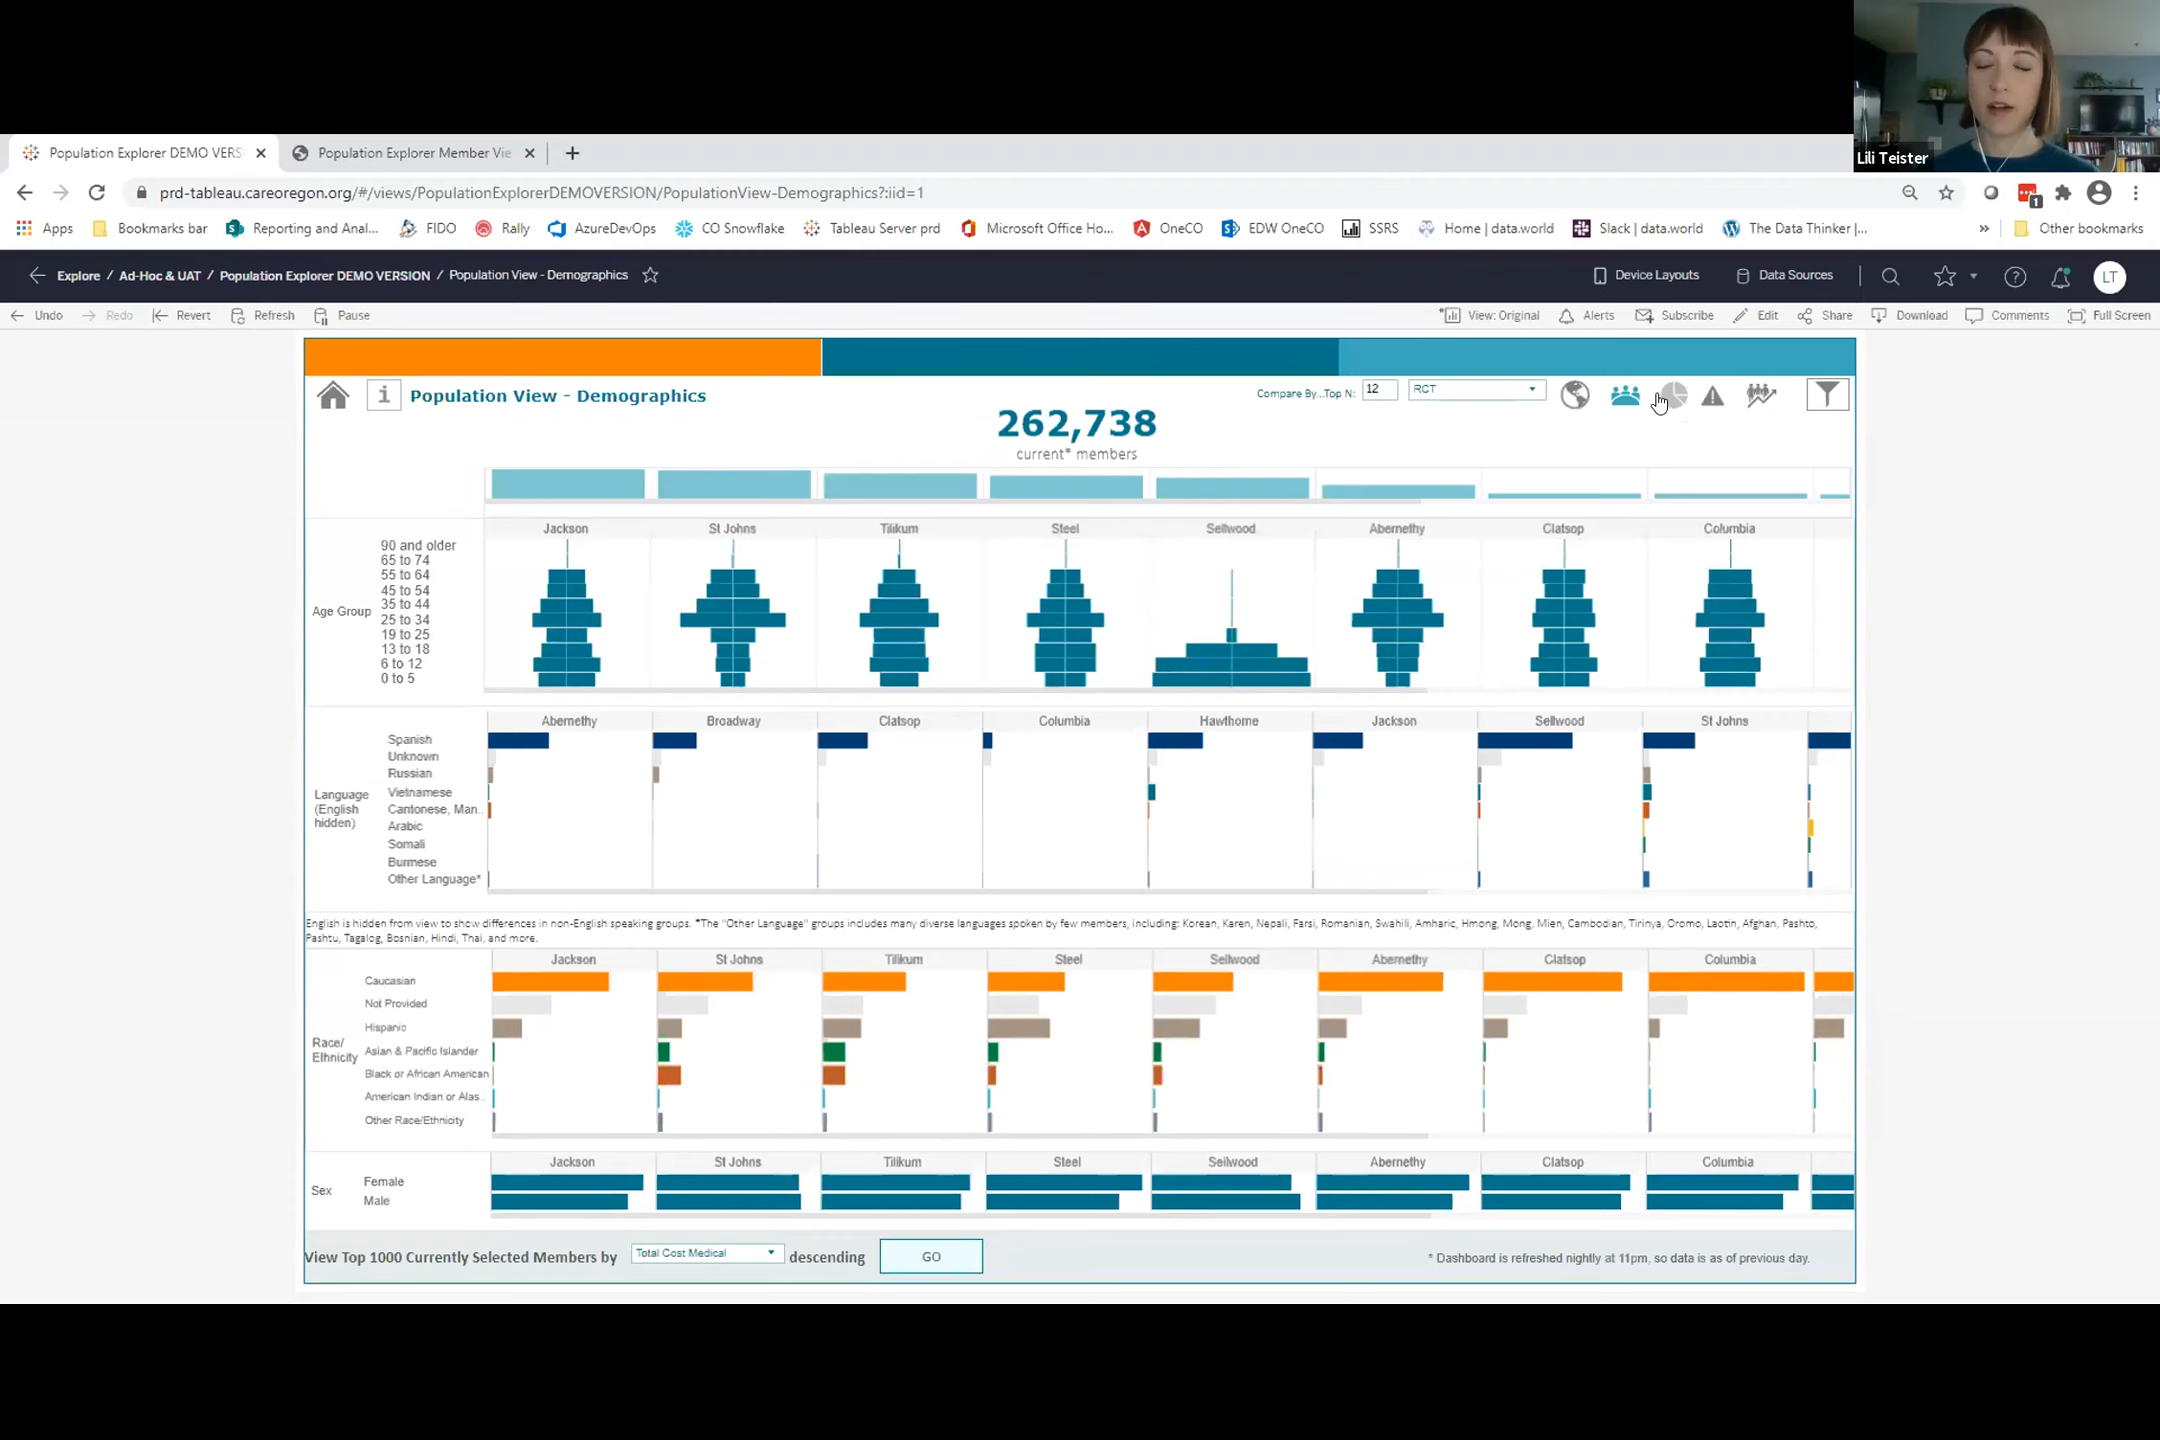 Lili Teister
Population Explorer DEMO VERS
Population Explorer Member Vie
prd-tableau.careoregon.org/#/views/PopulationExplorerDEMOVERSION/PopulationView-Demographics?:iid=1
1
Apps
Bookmarks bar
Reporting and Anal...
FIDO
Rally
AzureDevOps
CO Snowflake
Tableau Server prd
Microsoft Office Ho...
OneCO
EDW OneCO
SSRS
Home | data.world
Slack | data.world
The Data Thinker |...
»
Other bookmarks
Explore / Ad-Hoc & UAT / Population Explorer DEMO VERSION / Population View - Demographics
Device Layouts
Data Sources
LT
Undo
Redo
Revert
Refresh
Pause
View: Original
Alerts
Subscribe
Edit
Share
Download
Comments
Full Screen
i
Population View - Demographics
Compare By...Top N:
12
RCT
262,738
current* members
Jackson St Johns Tilikum Steel Sellwood Abernethy Clatsop Columbia
Age Group
90 and older
65 to 74
55 to 64
45 to 54
35 to 44
25 to 34
19 to 25
13 to 18
6 to 12
0 to 5
Abernethy Broadway Clatsop Columbia Hawthorne Jackson Sellwood St Johns
Language
(English
hidden)
Spanish
Unknown
Russian
Vietnamese
Cantonese, Man..
Arabic
Somali
Burmese
Other Language*
English is hidden from view to show differences in non-English speaking groups. *The "Other Language" groups includes many diverse languages spoken by few members, including: Korean, Karen, Nepali, Farsi, Romanian, Swahili, Amharic, Hmong, Mong, Mien, Cambodian, Tirinya, Oromo, Laotin, Afghan, Pashto,
Pashtu, Tagalog, Bosnian, Hindi, Thai, and more.
Jackson St Johns Tilikum Steel Sellwood Abernethy Clatsop Columbia
Race/
Ethnicity
Caucasian
Not Provided
Hispanic
Asian & Pacific Islander
Black or African American
American Indian or Alas..
Other Race/Ethnicity
Jackson St Johns Tilikum Steel Sellwood Abernethy Clatsop Columbia
Sex
Female
Male
View Top 1000 Currently Selected Members by
Total Cost Medical
descending
GO
* Dashboard is refreshed nightly at 11pm, so data is as of previous day.